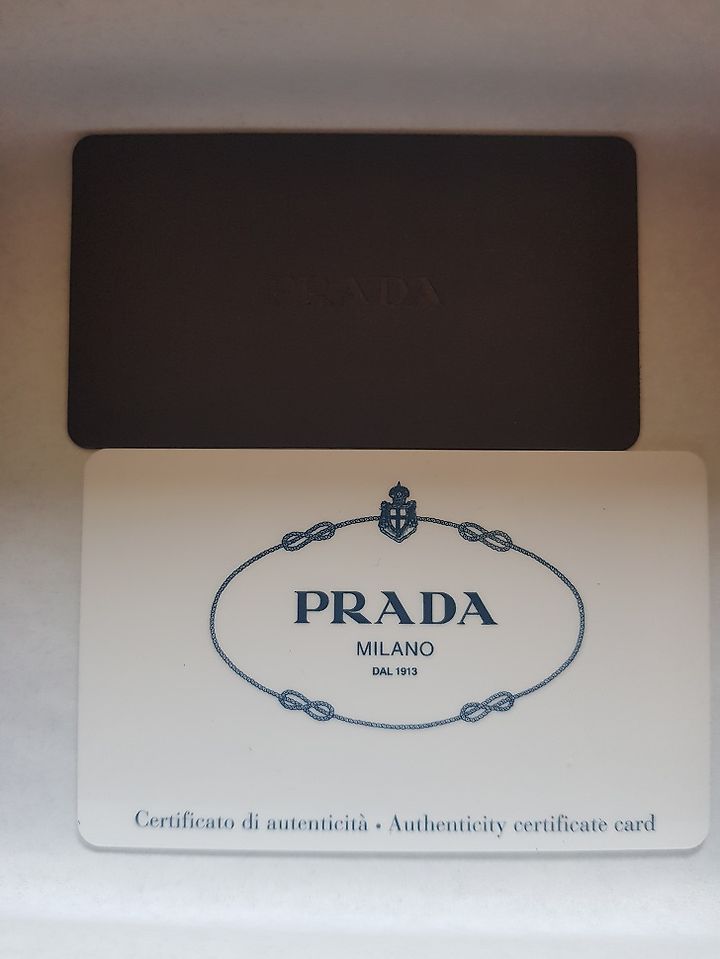 PRADA
PRADA
MILANO
DAL 1913
Certificato di autenticità • Authenticity certificate card